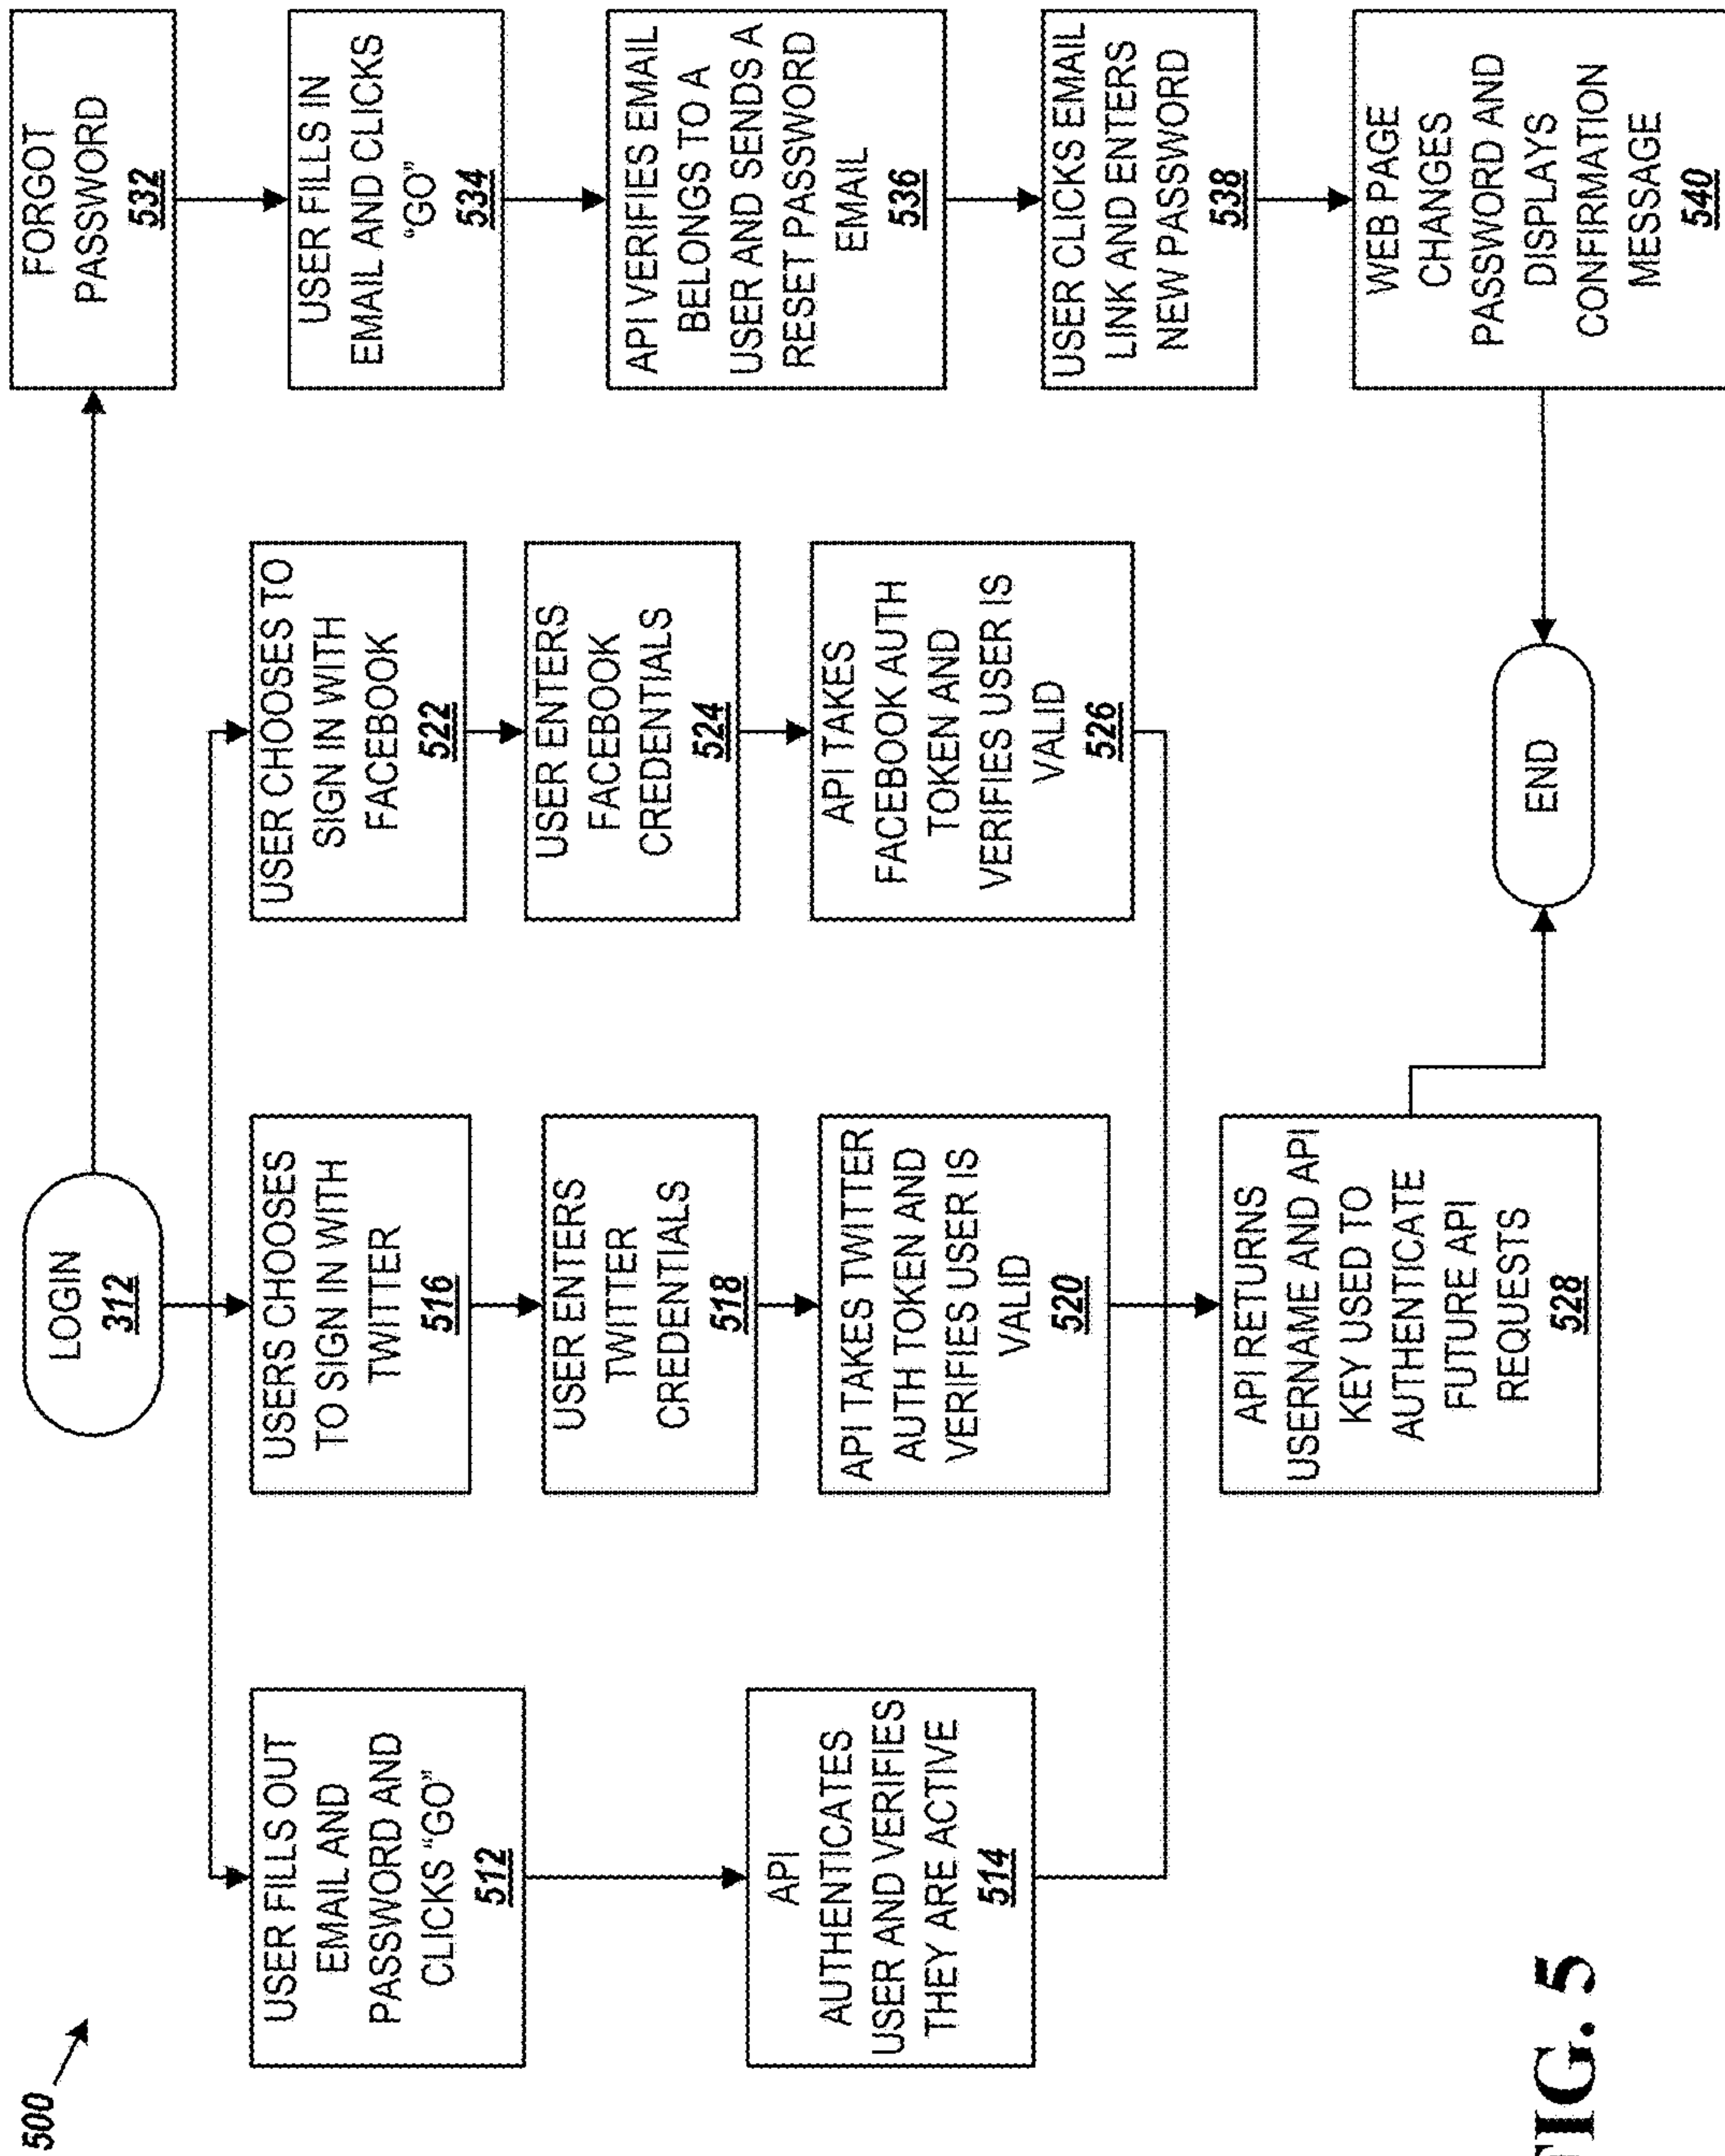 500
LOGIN
312
USER FILLS OUT
EMAIL AND
PASSWORD AND
CLICKS “GO”
512
API
AUTHENTICATES
USER AND VERIFIES
THEY ARE ACTIVE
514
USERS CHOOSES
TO SIGN IN WITH
TWITTER
516
USER ENTERS
TWITTER
CREDENTIALS
518
API TAKES TWITTER
AUTH TOKEN AND
VERIFIES USER IS
VALID
520
USER CHOOSES TO
SIGN IN WITH
FACEBOOK
522
USER ENTERS
FACEBOOK
CREDENTIALS
524
API TAKES
FACEBOOK AUTH
TOKEN AND
VERIFIES USER IS
VALID
526
API RETURNS
USERNAME AND API
KEY USED TO
AUTHENTICATE
FUTURE API
REQUESTS
528
FORGOT
PASSWORD
532
USER FILLS IN
EMAIL AND CLICKS
“GO”
534
API VERIFIES EMAIL
BELONGS TO A
USER AND SENDS A
RESET PASSWORD
EMAIL
536
USER CLICKS EMAIL
LINK AND ENTERS
NEW PASSWORD
538
WEB PAGE
CHANGES
PASSWORD AND
DISPLAYS
CONFIRMATION
MESSAGE
540
END
FIG. 5